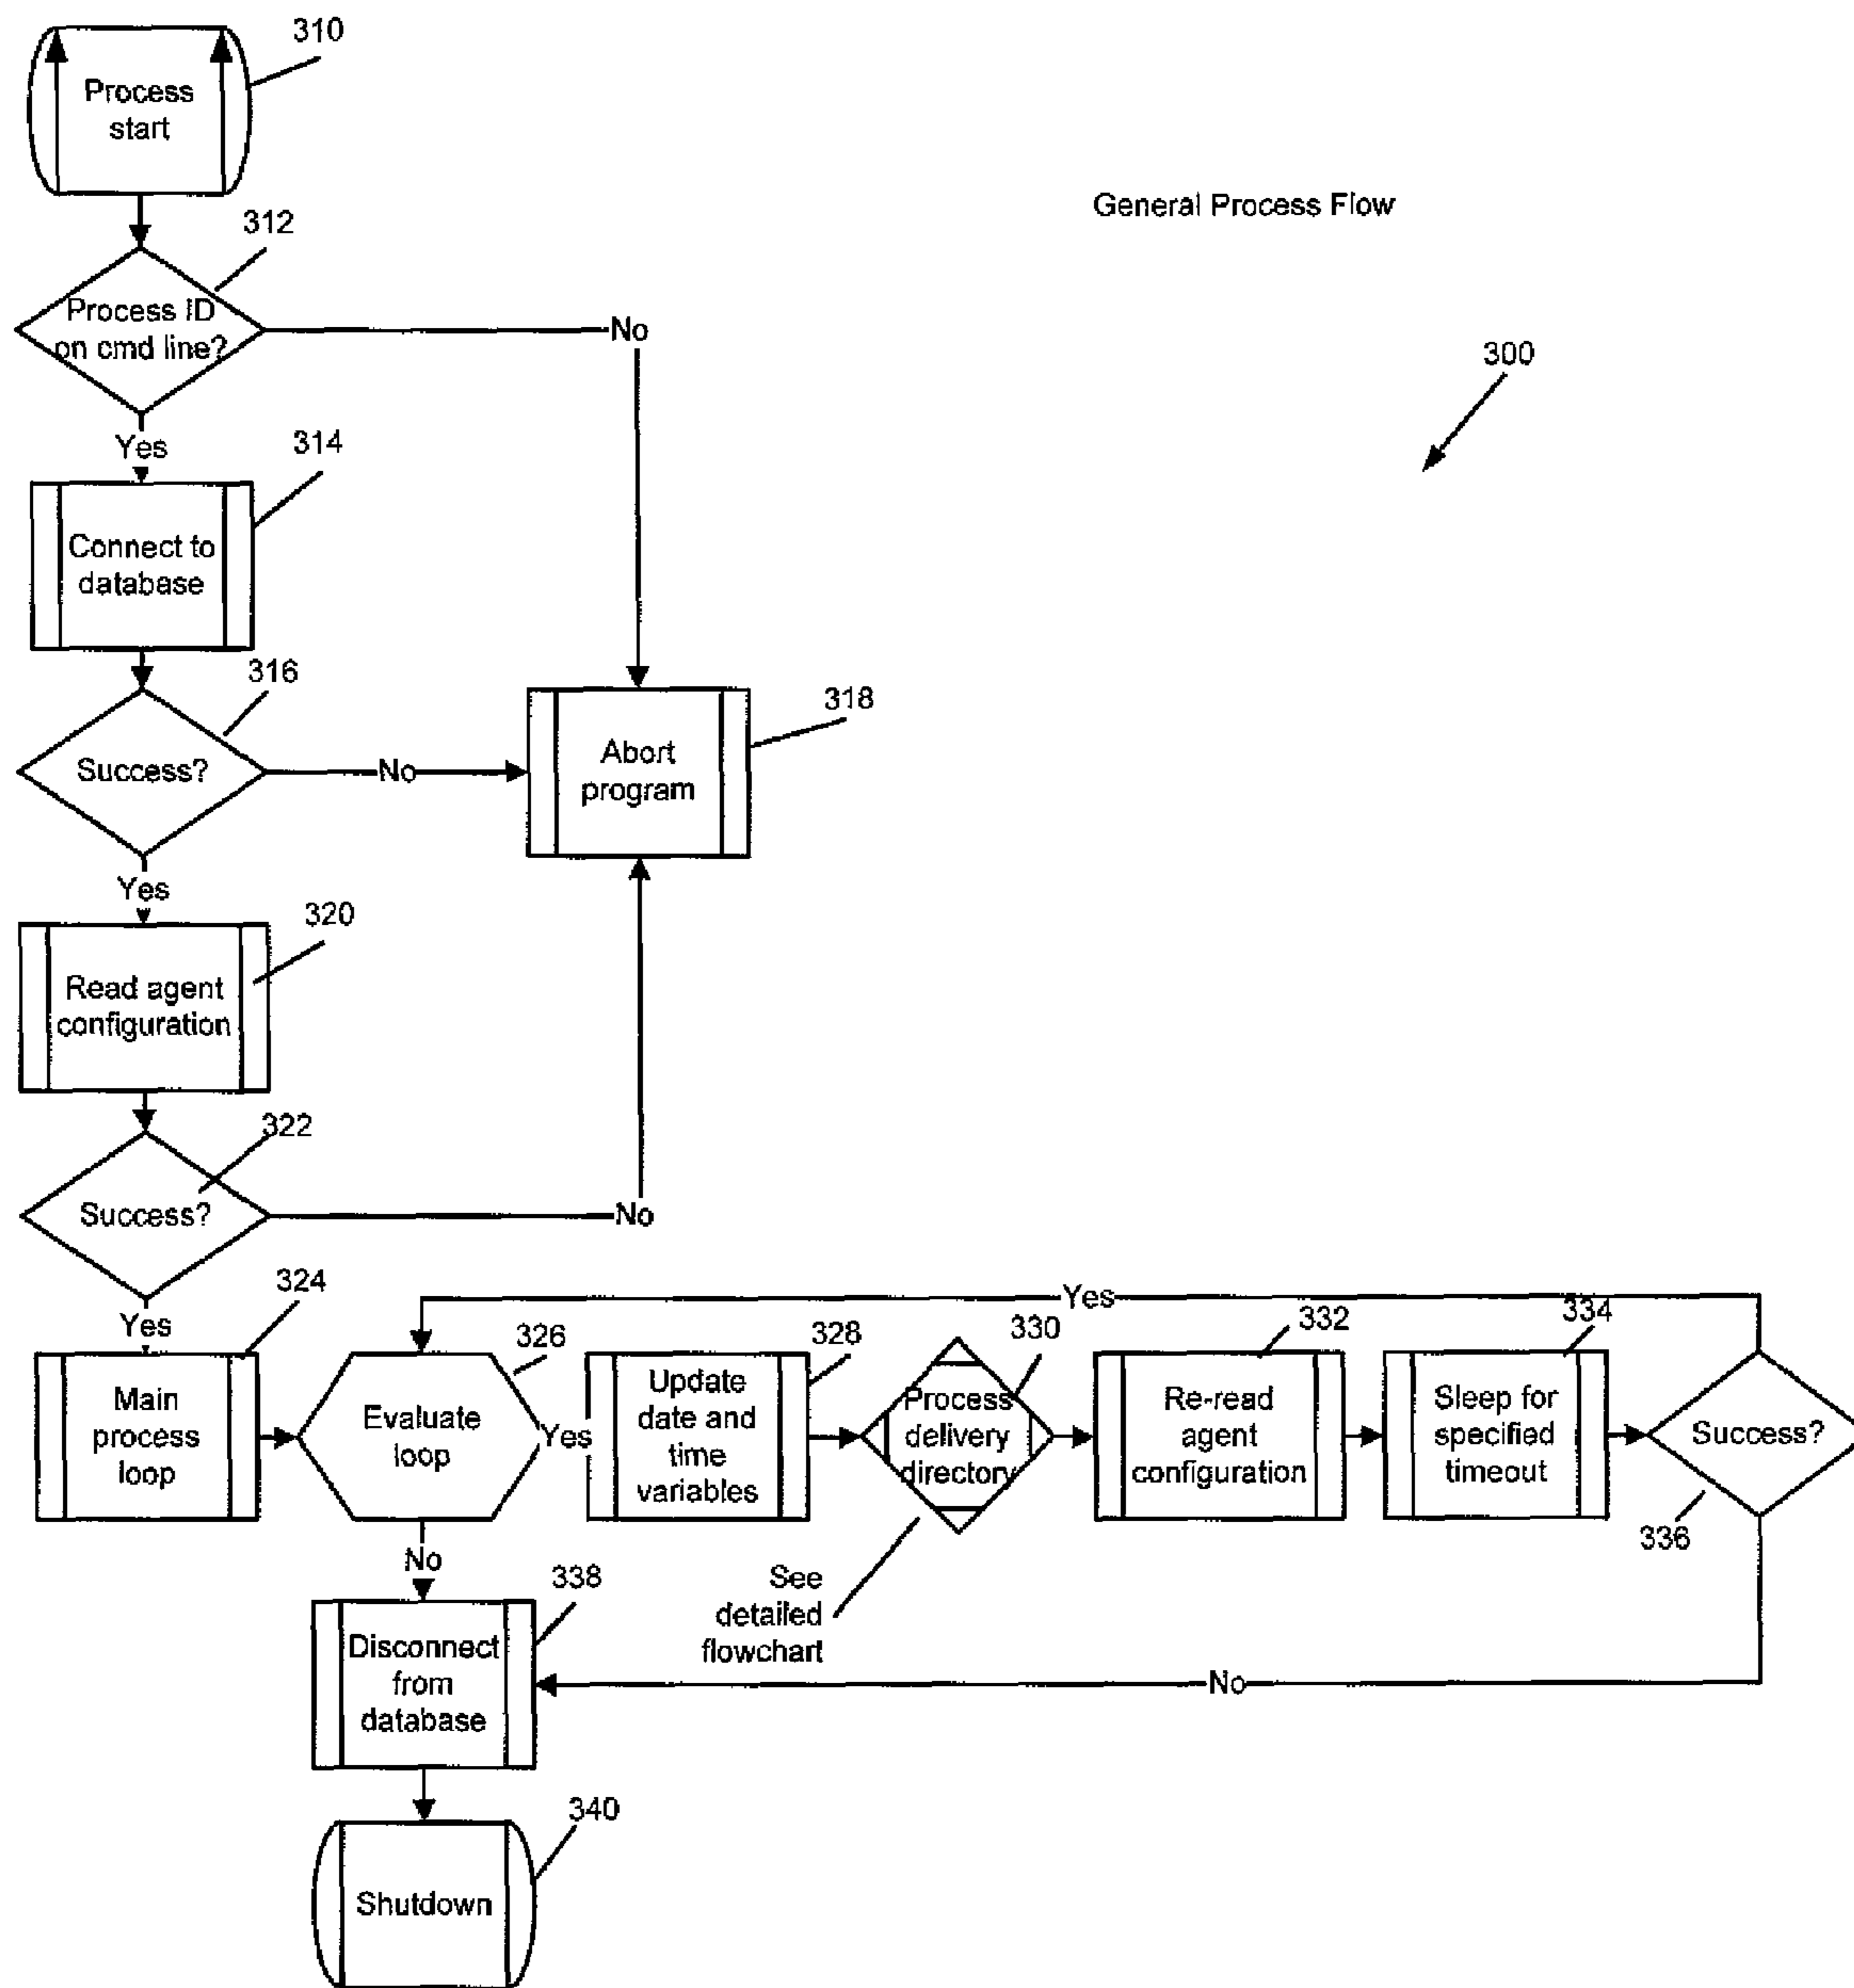 310
Process
start
General Process Flow
312
Process ID
on cmd line?
No
300
Yes
314
Connect to
database
316
318
Success?
No
Abort
program
Yes
320
Read agent
configuration
322
Success?
No
324
Yes
Yes
326
328
330
332
334
Main
process
loop
Evaluate
loop
Yes
Update
date and
time
variables
Process
delivery
directory
Re-read
agent
configuration
Sleep for
specified
timeout
Success?
336
No
338
See
detailed
flowchart
Disconnect
from
database
No
340
Shutdown